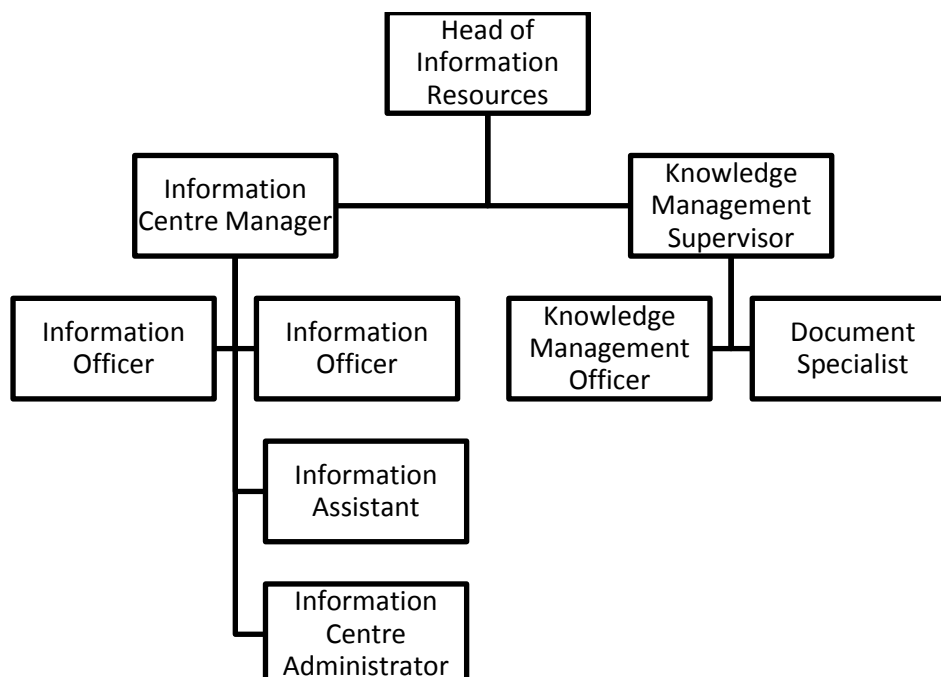 Head of
Information
Resources
Information
Centre Manager
Knowledge
Management
Supervisor
Information
Officer
Information
Officer
Knowledge
Management
Officer
Document
Specialist
Information
Assistant
Information
Centre
Administrator